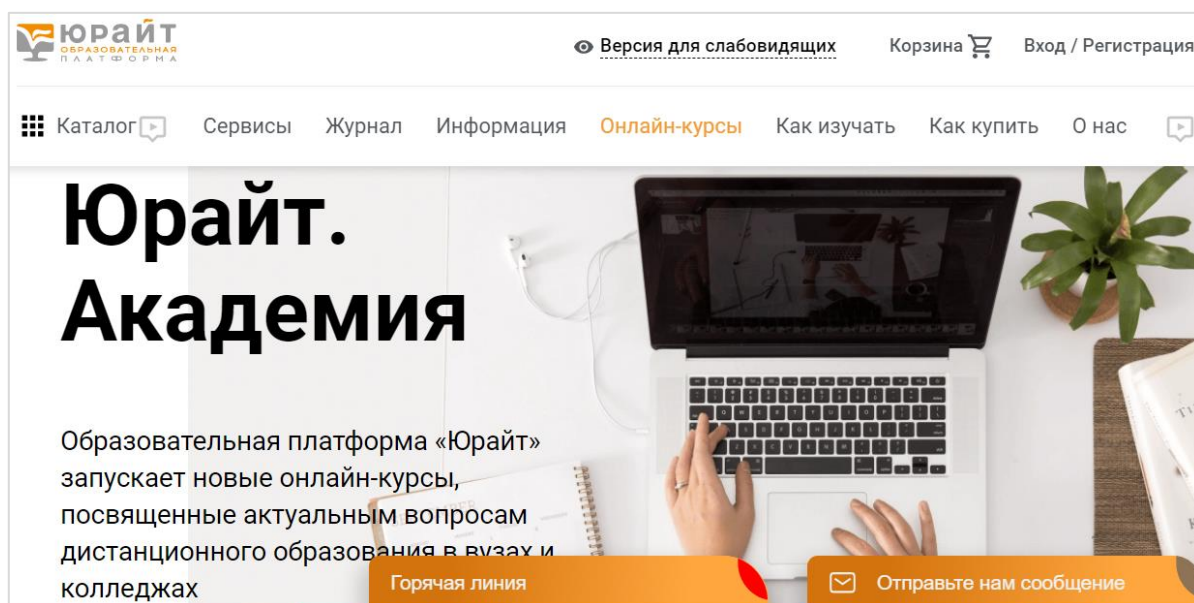 юрайт
ОБРАЗОВАТЕЛЬНАЯ
ПЛАТФОРМА
Версия для слабовидящих
Корзина
Вход / Регистрация
Каталог
Сервисы
Журнал
Информация
Онлайн-курсы
Как изучать
Как купить
О нас
Юрайт.
Академия
Образовательная платформа «Юрайт»
запускает новые онлайн-курсы,
посвященные актуальным вопросам
дистанционного образования в вузах и
колледжах
Горячая линия
Отправьте нам сообщение